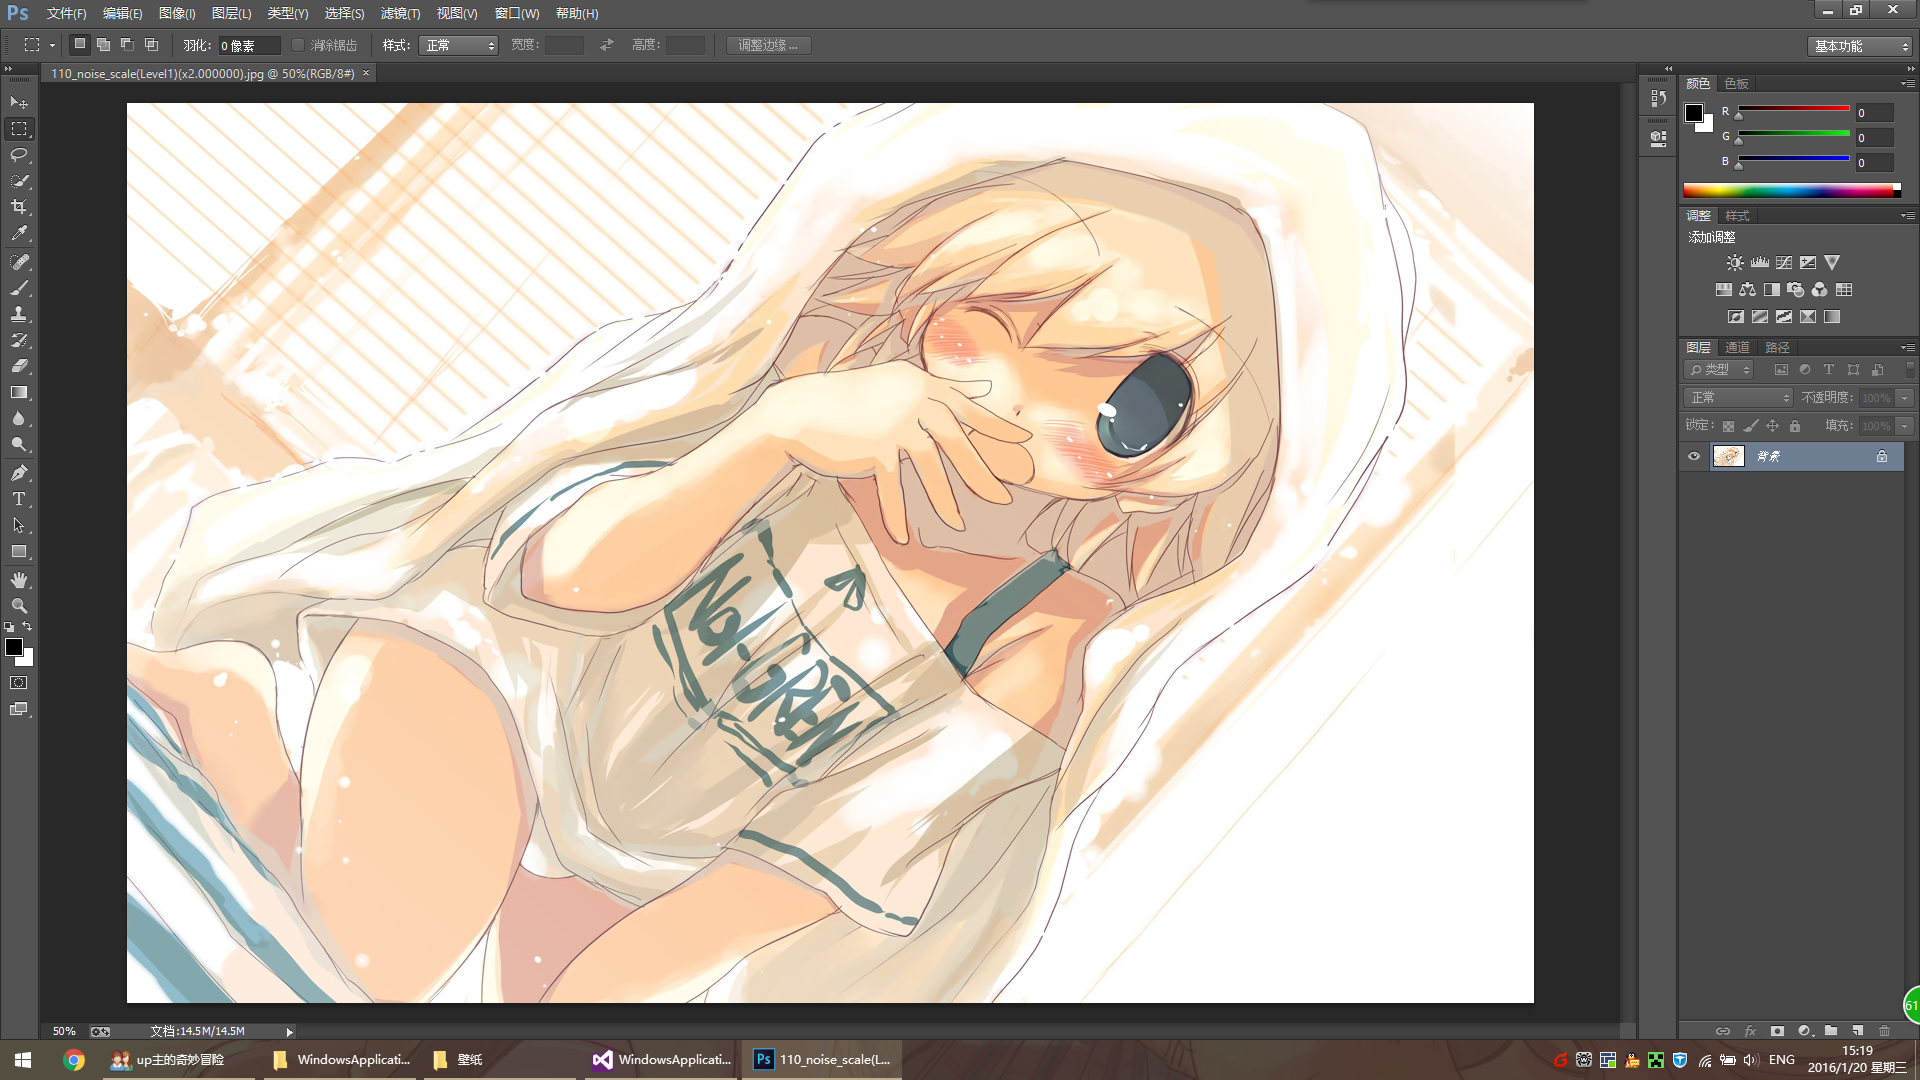 Ps 文件(F) 编辑(E) 图像(I) 图层(L) 类型(Y) 选择(S) 滤镜(T) 视图(V) 窗口(W) 帮助(H)
羽化: 0 像素 消除锯齿 样式: 正常 宽度: 高度: 调整边缘 ... 基本功能
110_noise_scale(Level1)(x2.000000).jpg @ 50%(RGB/8#) ×
颜色 色板
R 0
G 0
B 0
调整 样式
添加调整
图层 通道 路径
类型
正常 不透明度: 100%
锁定: 填充: 100%
背景
61
50% 文档:14.5M/14.5M
up主的奇妙冒险 WindowsApplicati... 壁纸 WindowsApplicati... Ps 110_noise_scale(L... ENG
15:19
2016/1/20 星期三